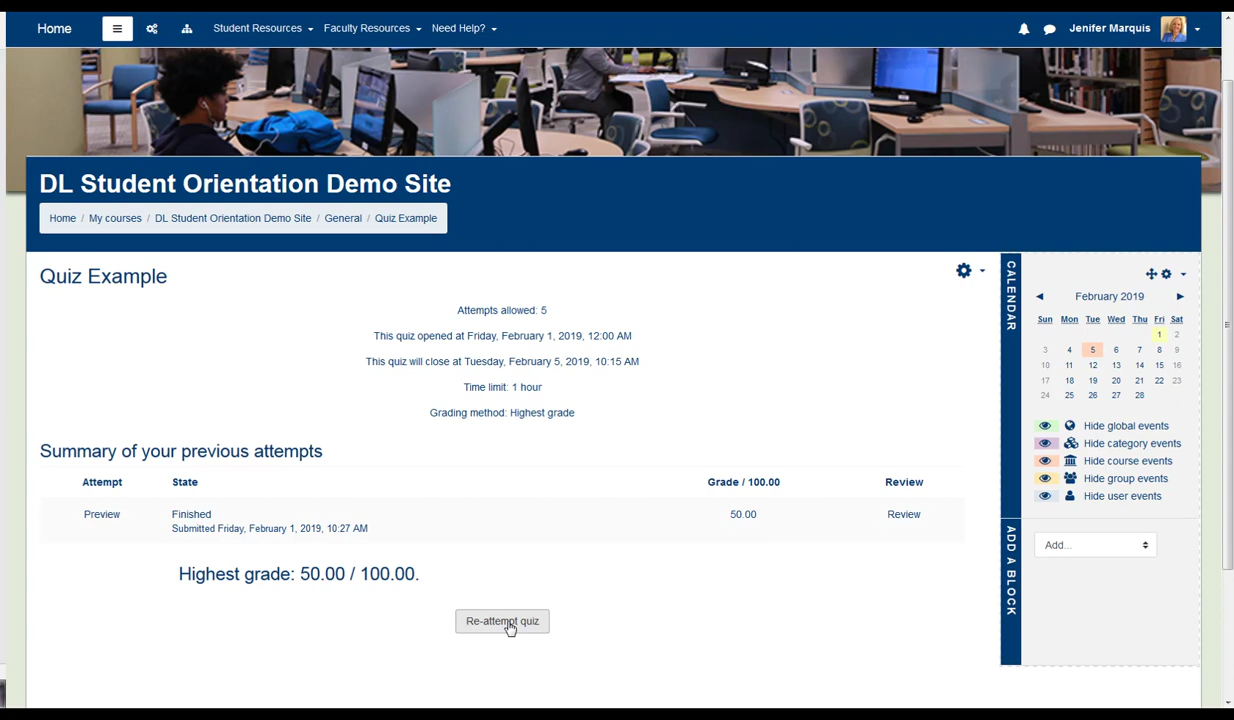 Home
Student Resources
Faculty Resources
Need Help?
Jenifer Marquis
DL Student Orientation Demo Site
Home / My courses / DL Student Orientation Demo Site / General / Quiz Example
Quiz Example
Attempts allowed: 5
This quiz opened at Friday, February 1, 2019, 12:00 AM
This quiz will close at Tuesday, February 5, 2019, 10:15 AM
Time limit: 1 hour
Grading method: Highest grade
Summary of your previous attempts
Attempt State Grade / 100.00 Review
Preview Finished 50.00 Review
Submitted Friday, February 1, 2019, 10:27 AM
Highest grade: 50.00 / 100.00.
Re-attempt quiz
CALENDAR
February 2019
Sun Mon Tue Wed Thu Fri Sat
1 2
3 4 5 6 7 8 9
10 11 12 13 14 15 16
17 18 19 20 21 22 23
24 25 26 27 28
Hide global events
Hide category events
Hide course events
Hide group events
Hide user events
ADD A BLOCK
Add...